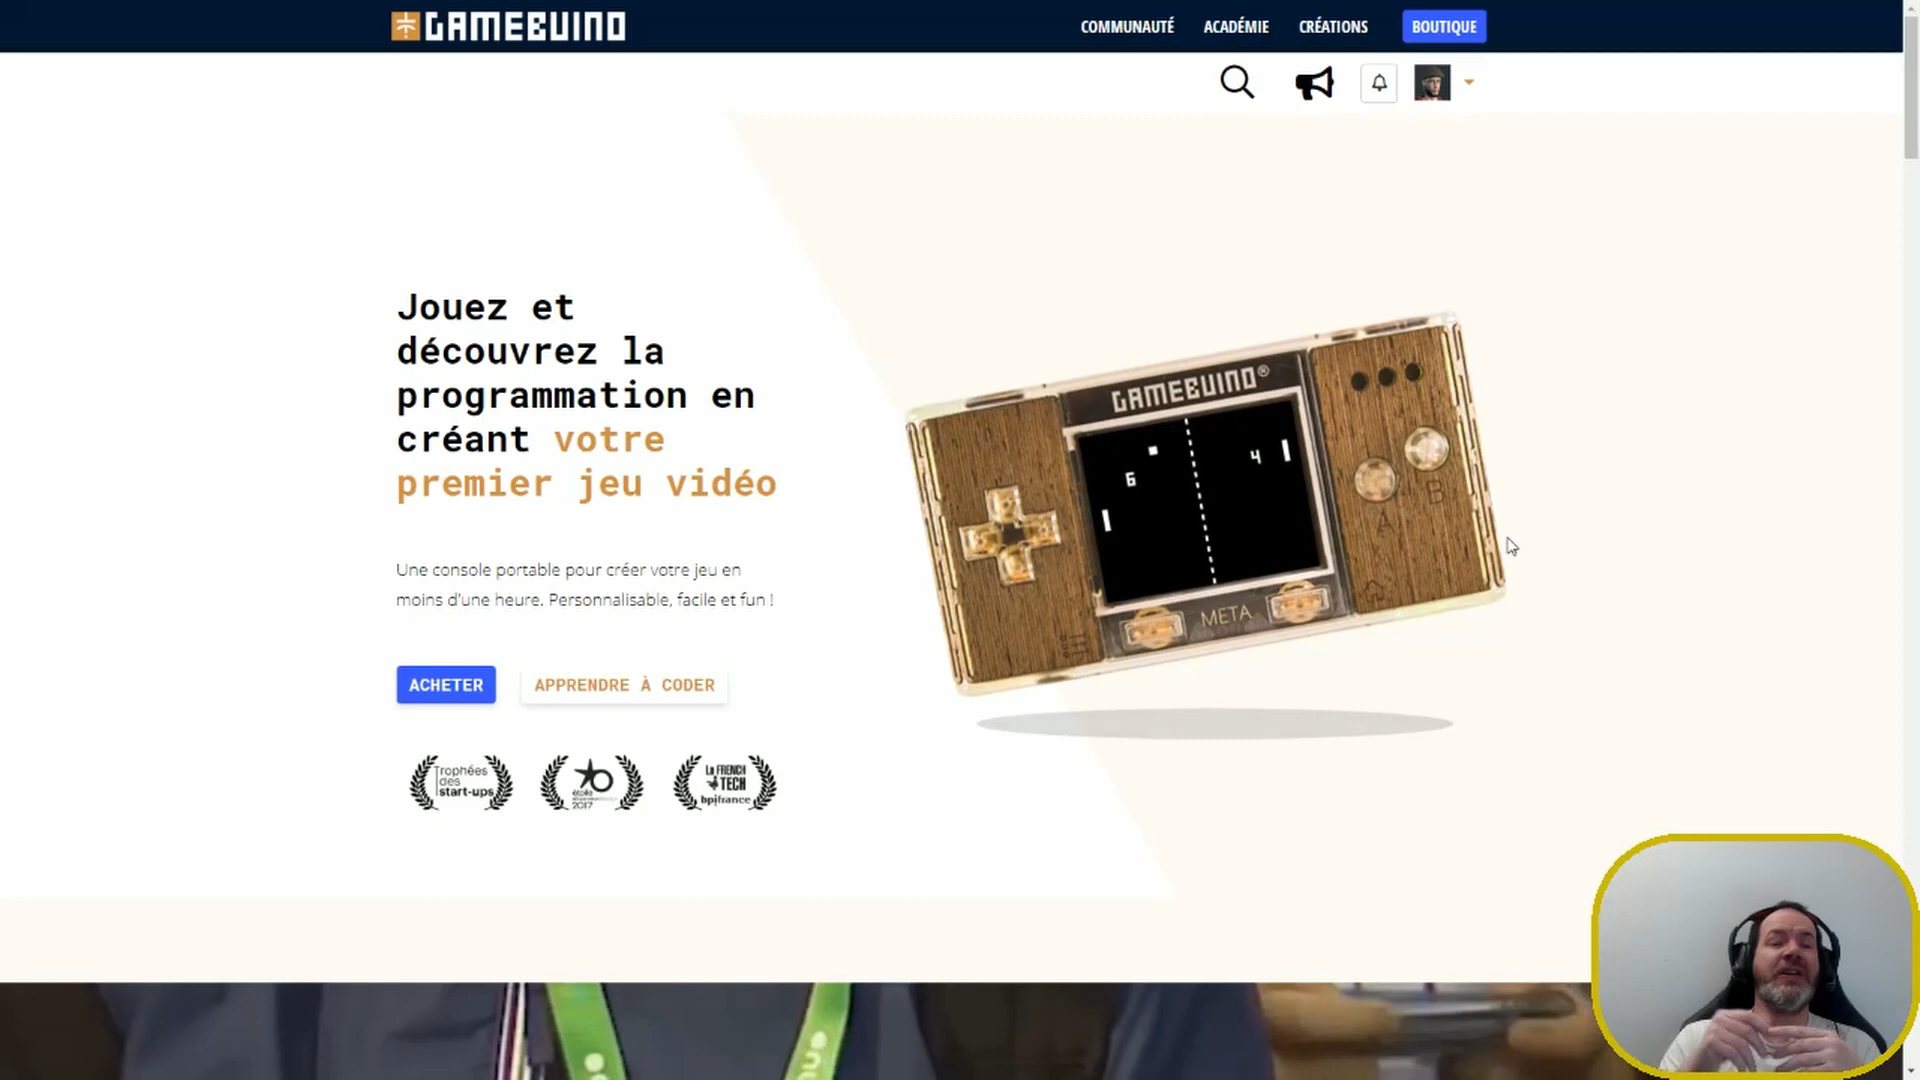 GAMEBUINO
COMMUNAUTÉ
ACADÉMIE
CRÉATIONS
BOUTIQUE
Jouez et
découvrez la
programmation en
créant votre
premier jeu vidéo
Une console portable pour créer votre jeu en
moins d'une heure. Personnalisable, facile et fun !
ACHETER
APPRENDRE À CODER
Trophées
des
start-ups
étoile
2017
La FRENCH
TECH
bpifrance
GAMEBUINO®
6
4
A
B
META